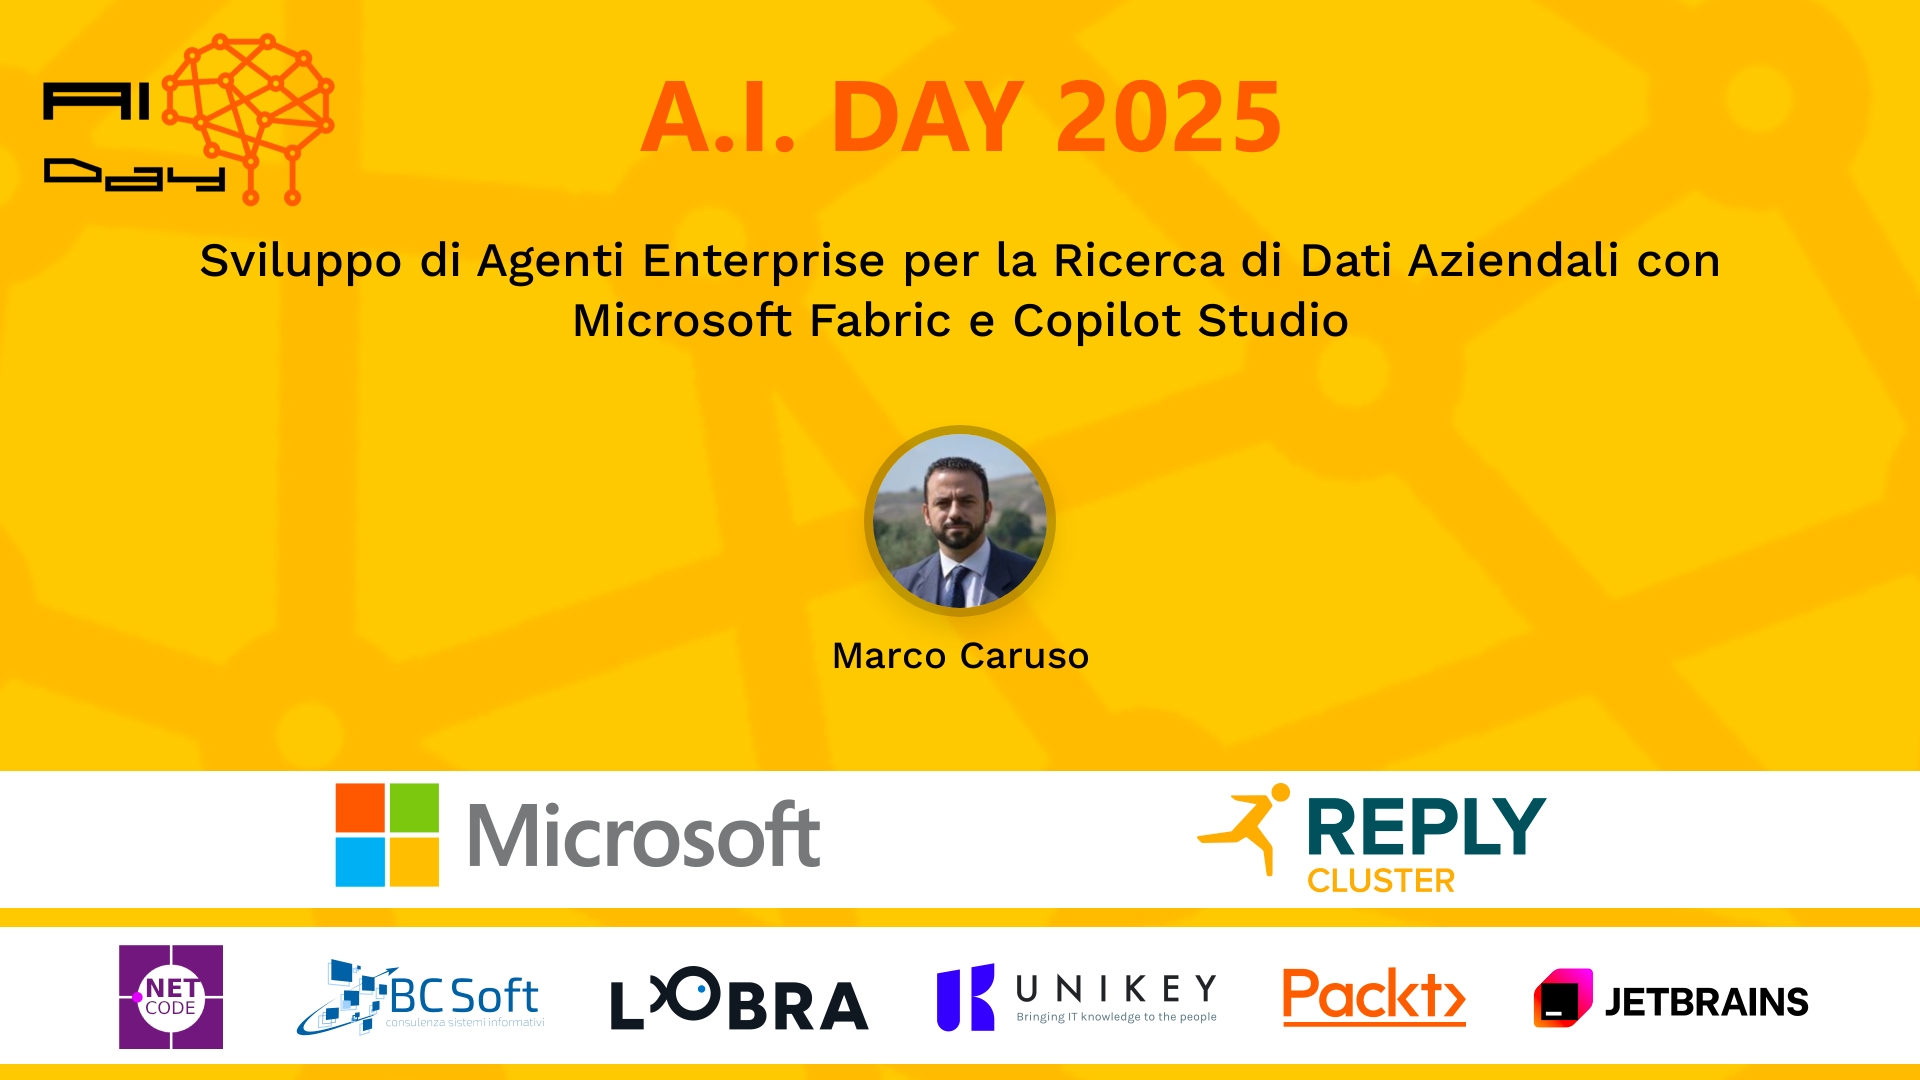 AI
Day
A.I. DAY 2025
Sviluppo di Agenti Enterprise per la Ricerca di Dati Aziendali con
Microsoft Fabric e Copilot Studio
Marco Caruso
Microsoft
REPLY
CLUSTER
.NET
CODE
BCSoft
consulenza sistemi informativi
LOBRA
UNIKEY
Bringing IT knowledge to the people
Packt
JETBRAINS